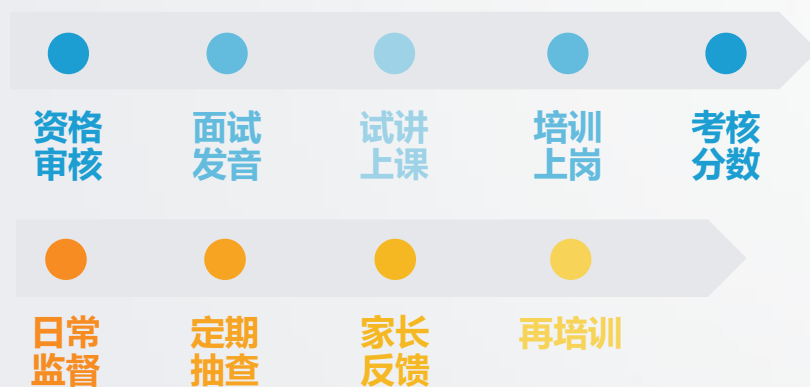 资格 面试 试讲 培训 考核
审核 发音 上课 上岗 分数
日常 定期 家长 再培训
监督 抽查 反馈